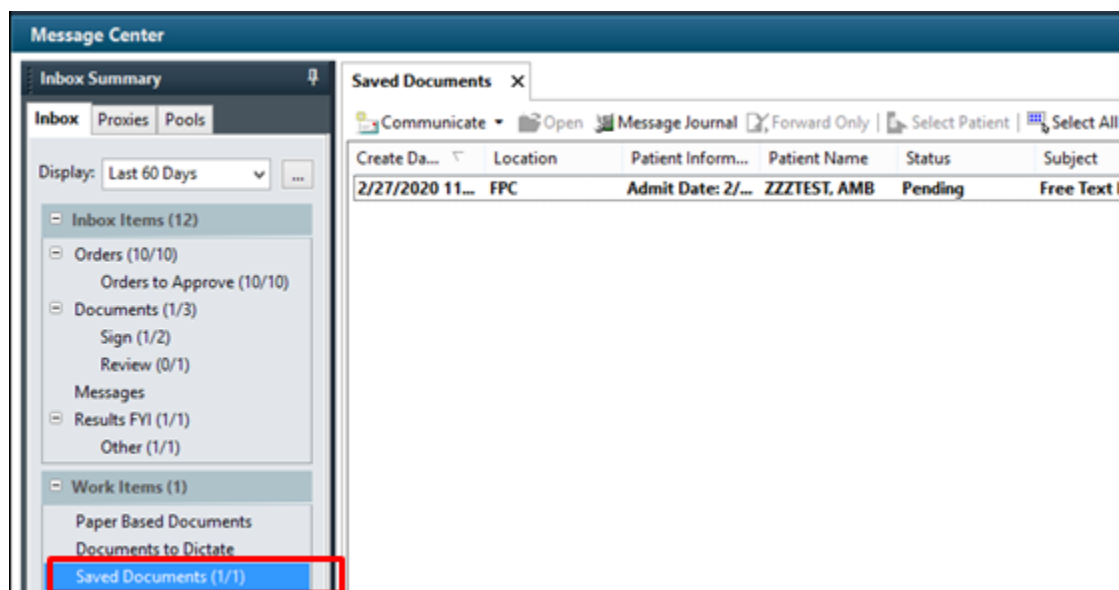 Message Center
Inbox Summary
Inbox Proxies Pools
Display: Last 60 Days ...
Inbox Items (12)
Orders (10/10)
Orders to Approve (10/10)
Documents (1/3)
Sign (1/2)
Review (0/1)
Messages
Results FYI (1/1)
Other (1/1)
Work Items (1)
Paper Based Documents
Documents to Dictate
Saved Documents (1/1)
Saved Documents X
Communicate Open Message Journal Forward Only Select Patient Select All
Create Da... Location Patient Inform... Patient Name Status Subject
2/27/2020 11... FPC Admit Date: 2/... ZZZTEST, AMB Pending Free Text